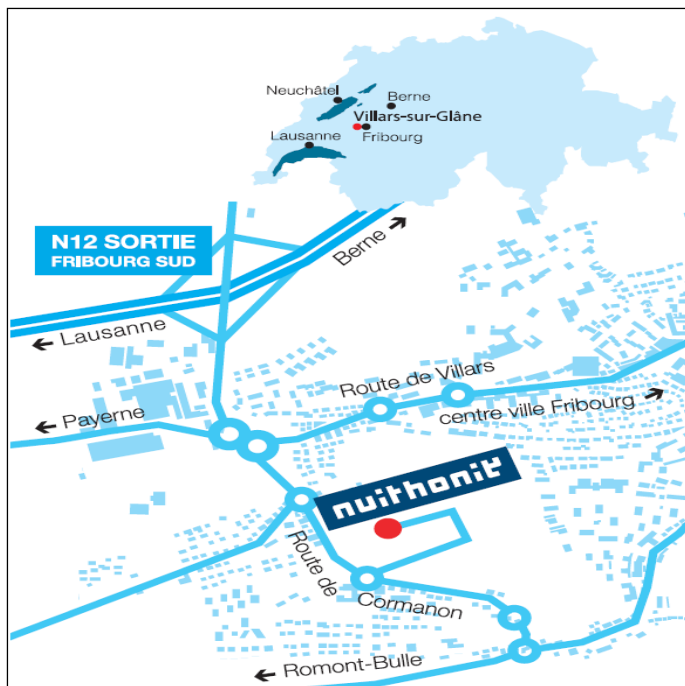 Neuchâtel
Berne
Villars-sur-Glâne
Lausanne
Fribourg
N12 SORTIE
FRIBOURG SUD
Berne →
← Lausanne
Route de Villars
← Payerne
centre ville Fribourg →
nuithonie
Route de
Cormanon
← Romont-Bulle